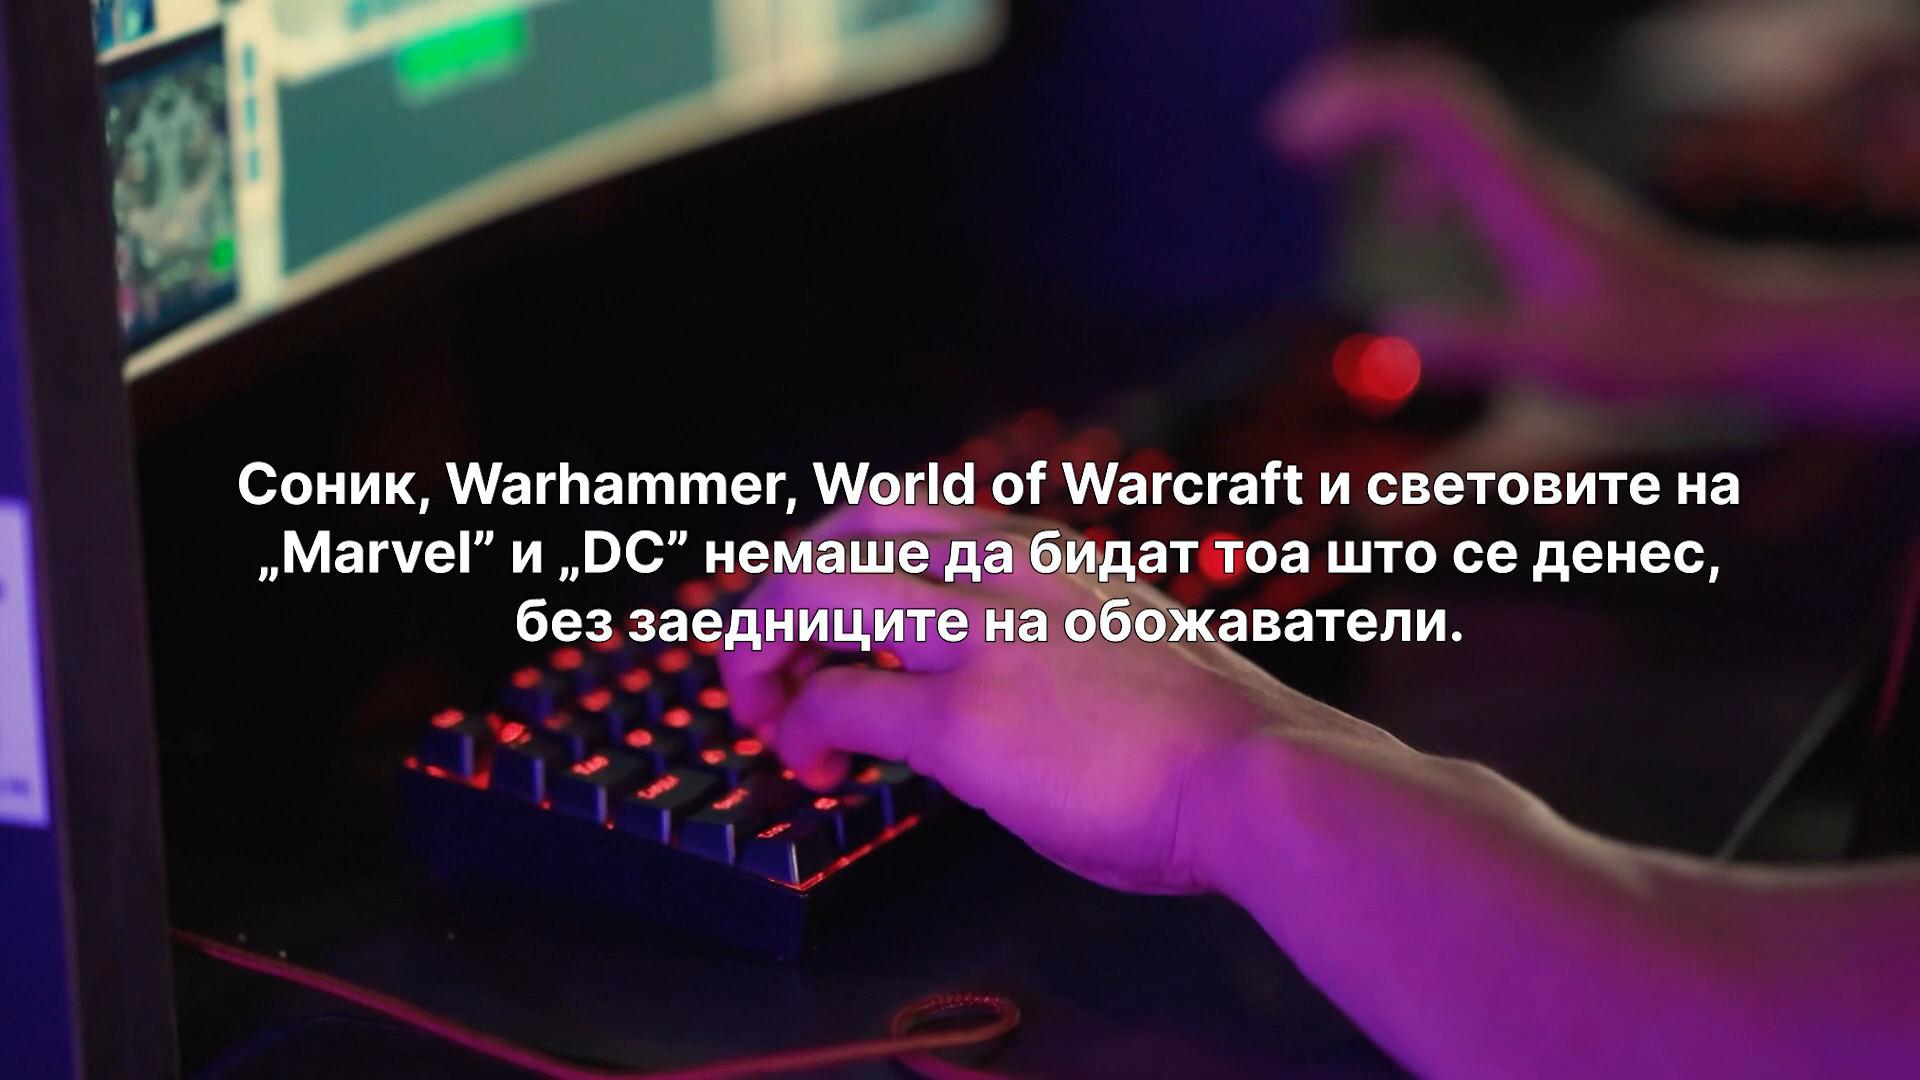 Соник, Warhammer, World of Warcraft и световите на
„Marvel” и „DC” немаше да бидат тоа што се денес,
без заедниците на обожаватели.